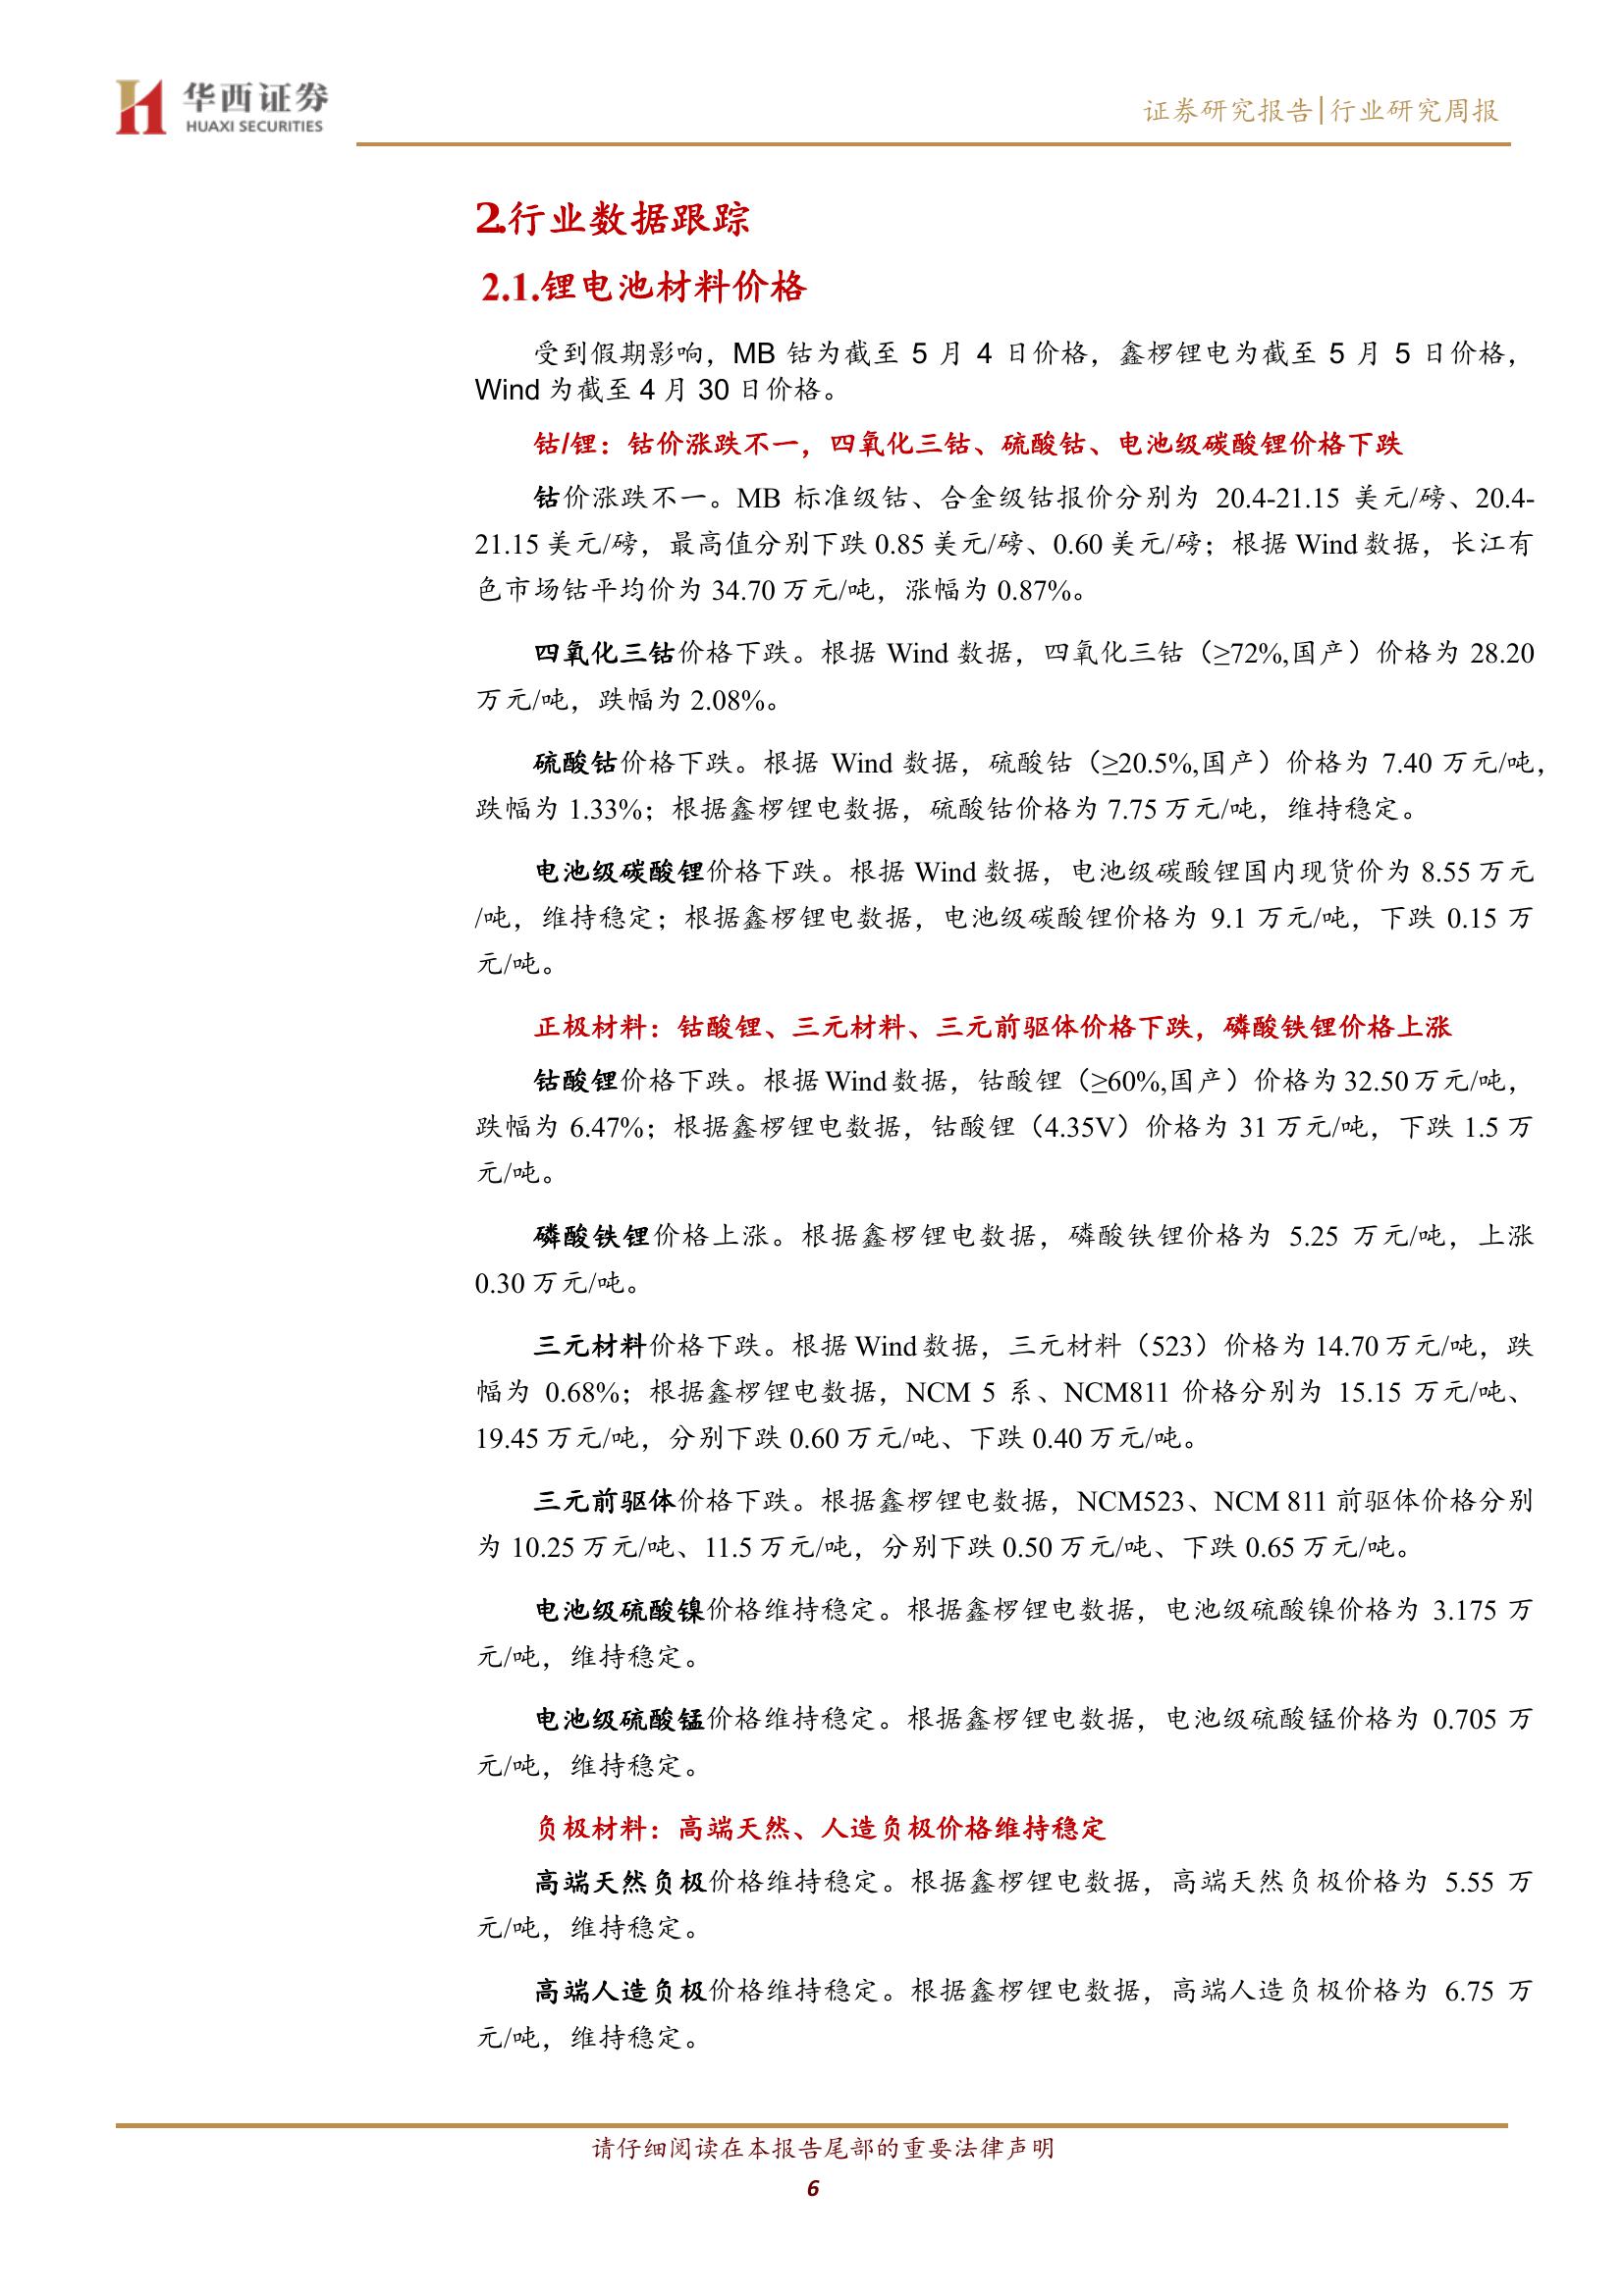 华西证券
HUAXI SECURITIES
证券研究报告|行业研究周报
2.行业数据跟踪
2.1.锂电池材料价格
受到假期影响，MB 钴为截至 5 月 4 日价格，鑫椤锂电为截至 5 月 5 日价格，
Wind 为截至 4 月 30 日价格。
钴/锂：钴价涨跌不一，四氧化三钴、硫酸钴、电池级碳酸锂价格下跌
钴价涨跌不一。MB 标准级钴、合金级钴报价分别为 20.4-21.15 美元/磅、20.4-
21.15 美元/磅，最高值分别下跌 0.85 美元/磅、0.60 美元/磅；根据 Wind 数据，长江有
色市场钴平均价为 34.70 万元/吨，涨幅为 0.87%。
四氧化三钴价格下跌。根据 Wind 数据，四氧化三钴（≥72%,国产）价格为 28.20
万元/吨，跌幅为 2.08%。
硫酸钴价格下跌。根据 Wind 数据，硫酸钴（≥20.5%,国产）价格为 7.40 万元/吨，
跌幅为 1.33%；根据鑫椤锂电数据，硫酸钴价格为 7.75 万元/吨，维持稳定。
电池级碳酸锂价格下跌。根据 Wind 数据，电池级碳酸锂国内现货价为 8.55 万元
/吨，维持稳定；根据鑫椤锂电数据，电池级碳酸锂价格为 9.1 万元/吨，下跌 0.15 万
元/吨。
正极材料：钴酸锂、三元材料、三元前驱体价格下跌，磷酸铁锂价格上涨
钴酸锂价格下跌。根据 Wind 数据，钴酸锂（≥60%,国产）价格为 32.50 万元/吨，
跌幅为 6.47%；根据鑫椤锂电数据，钴酸锂（4.35V）价格为 31 万元/吨，下跌 1.5 万
元/吨。
磷酸铁锂价格上涨。根据鑫椤锂电数据，磷酸铁锂价格为 5.25 万元/吨，上涨
0.30 万元/吨。
三元材料价格下跌。根据 Wind 数据，三元材料（523）价格为 14.70 万元/吨，跌
幅为 0.68%；根据鑫椤锂电数据，NCM 5 系、NCM811 价格分别为 15.15 万元/吨、
19.45 万元/吨，分别下跌 0.60 万元/吨、下跌 0.40 万元/吨。
三元前驱体价格下跌。根据鑫椤锂电数据，NCM523、NCM 811 前驱体价格分别
为 10.25 万元/吨、11.5 万元/吨，分别下跌 0.50 万元/吨、下跌 0.65 万元/吨。
电池级硫酸镍价格维持稳定。根据鑫椤锂电数据，电池级硫酸镍价格为 3.175 万
元/吨，维持稳定。
电池级硫酸锰价格维持稳定。根据鑫椤锂电数据，电池级硫酸锰价格为 0.705 万
元/吨，维持稳定。
负极材料：高端天然、人造负极价格维持稳定
高端天然负极价格维持稳定。根据鑫椤锂电数据，高端天然负极价格为 5.55 万
元/吨，维持稳定。
高端人造负极价格维持稳定。根据鑫椤锂电数据，高端人造负极价格为 6.75 万
元/吨，维持稳定。
请仔细阅读在本报告尾部的重要法律声明
6